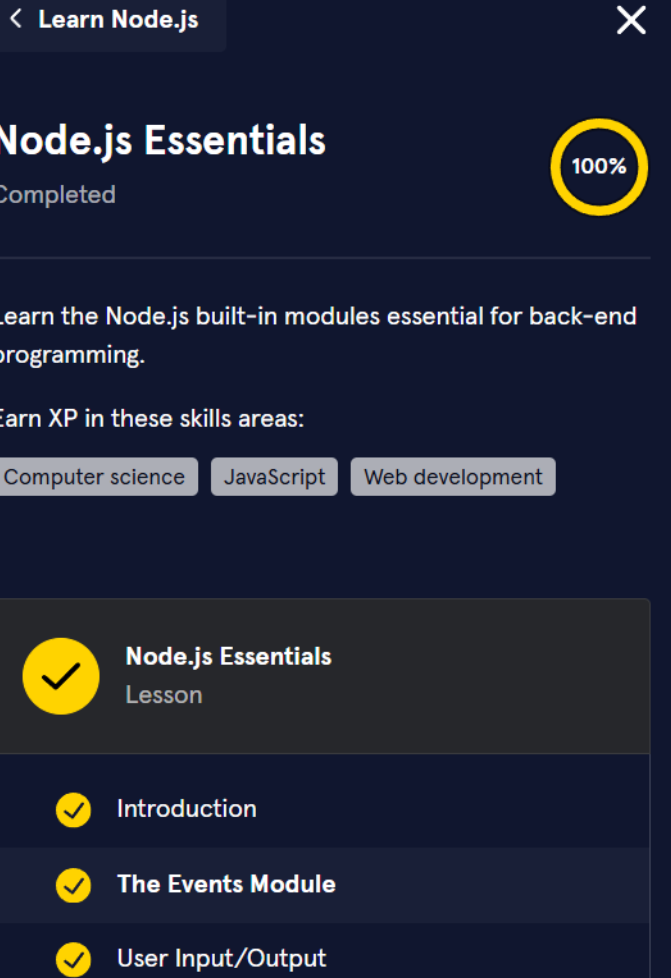 Learn Node.js
Node.js Essentials
100%
Completed
Learn the Node.js built-in modules essential for back-end
programming.
Earn XP in these skills areas:
Computer science JavaScript Web development
Node.js Essentials
Lesson
Introduction
The Events Module
User Input/Output